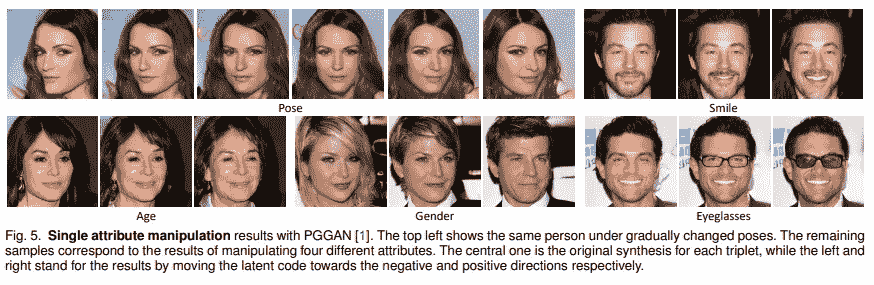 Pose
Smile
Age
Gender
Eyeglasses
Fig. 5. Single attribute manipulation results with PGGAN [1]. The top left shows the same person under gradually changed poses. The remaining
samples correspond to the results of manipulating four different attributes. The central one is the original synthesis for each triplet, while the left and
right stand for the results by moving the latent code towards the negative and positive directions respectively.